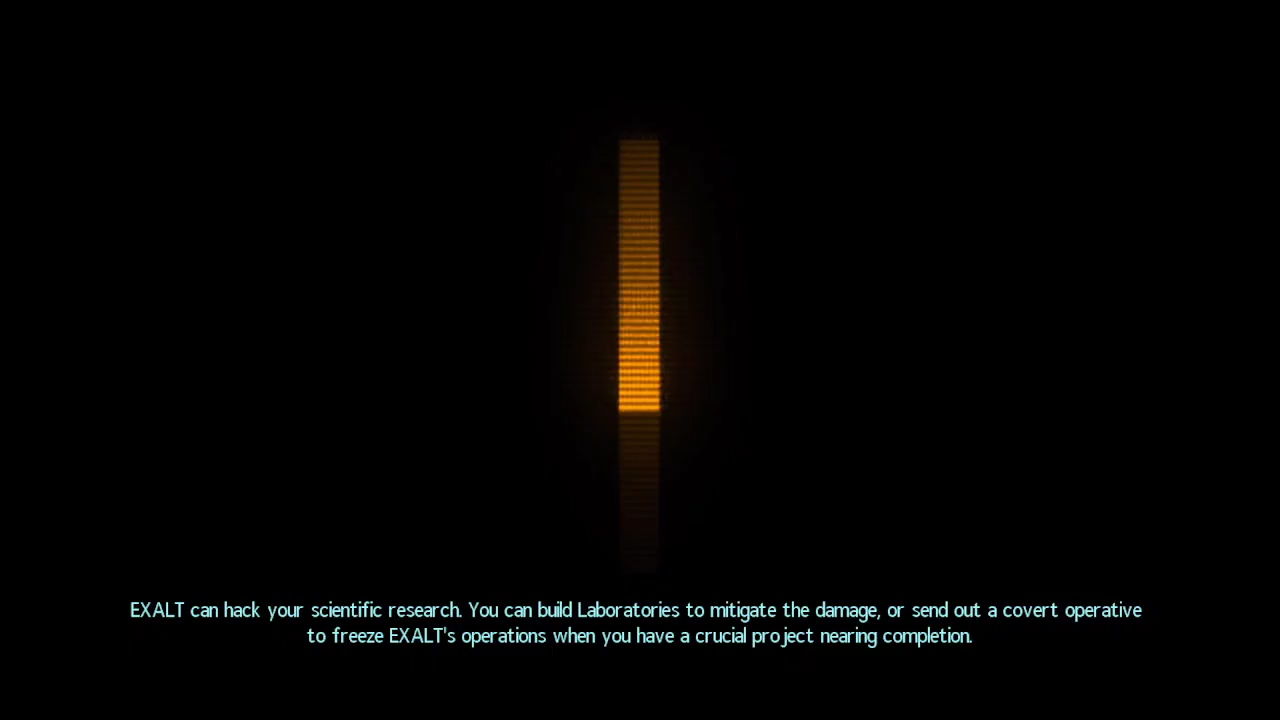 EXALT can hack your scientific research. You can build Laboratories to mitigate the damage, or send out a covert operative
to freeze EXALT's operations when you have a crucial project nearing completion.